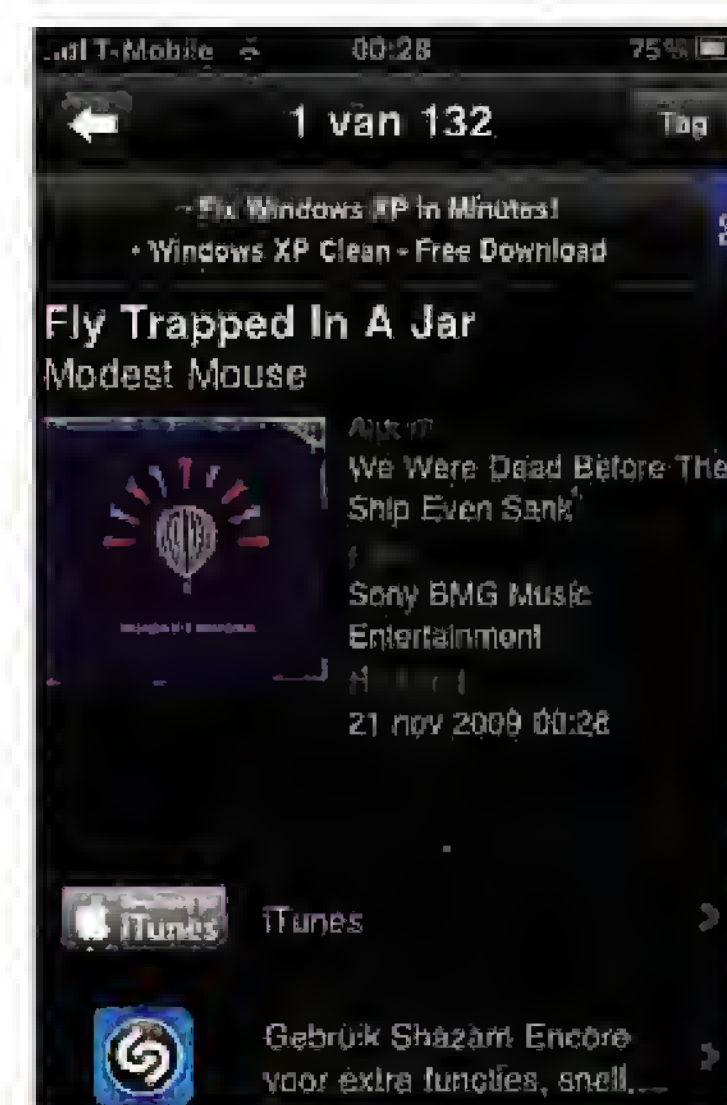 T-Mobile 00:28 75%
1 van 132
Tag
- Fix Windows XP in Minutes!
• Windows XP Clean - Free Download
Fly Trapped In A Jar
Modest Mouse
We Were Dead Before The
Ship Even Sank
Sony BMG Music
Entertainment
21 nov 2009 00:28
iTunes
iTunes
Gebruik Shazam Encore
voor extra functies, snell...